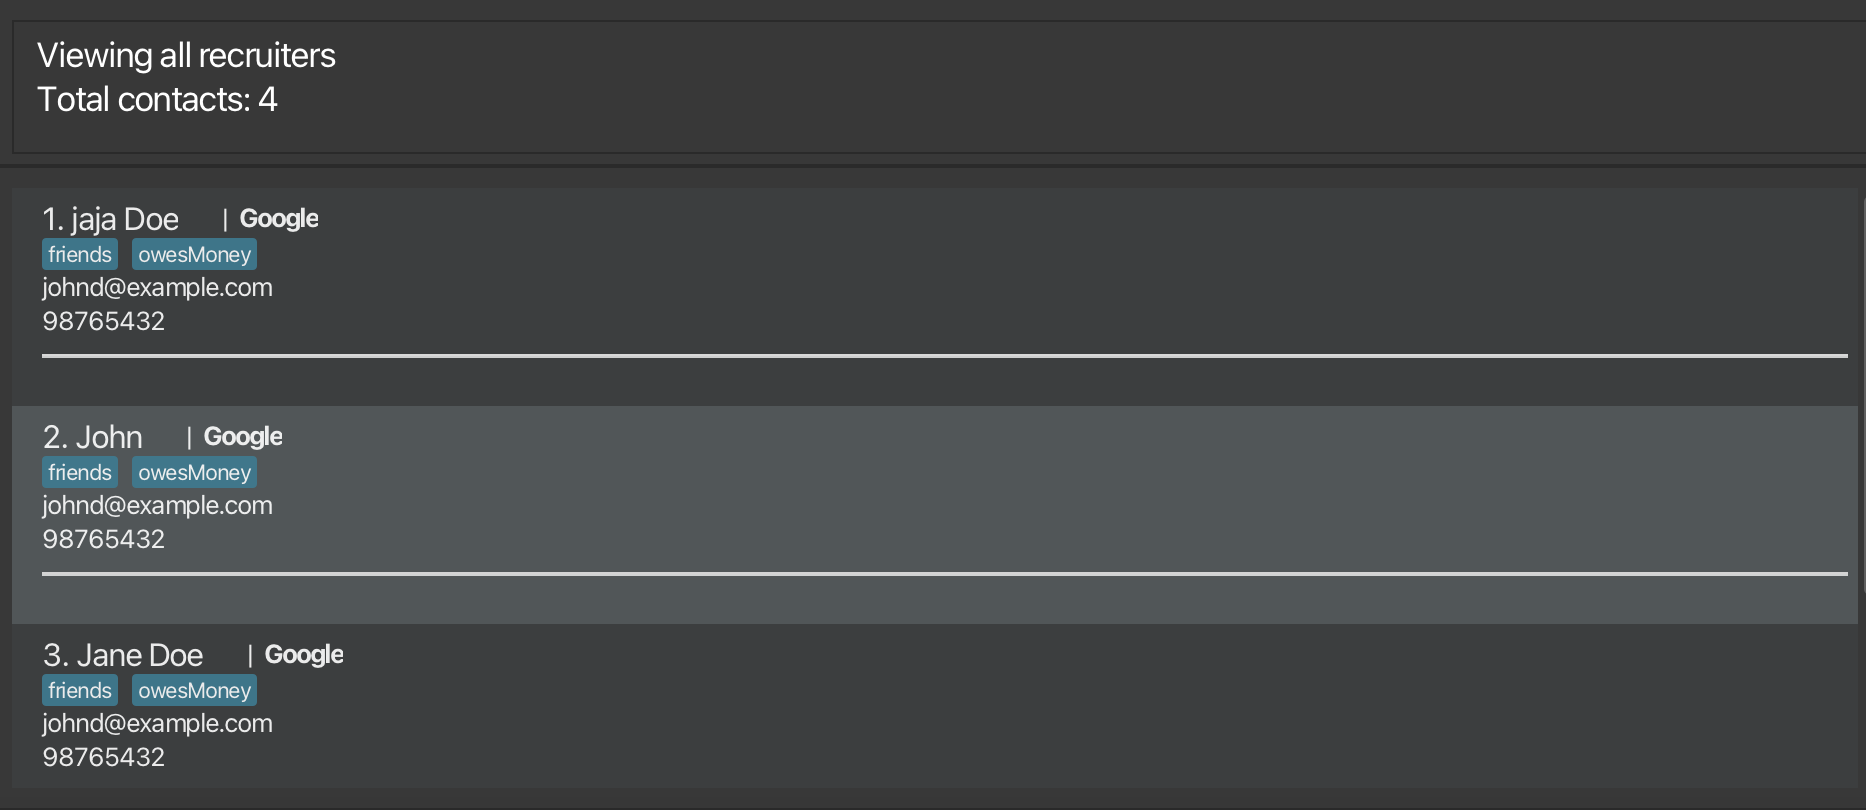 Viewing all recruiters
Total contacts: 4
1. jaja Doe | Google
friends owesMoney
johnd@example.com
98765432
2. John | Google
friends owesMoney
johnd@example.com
98765432
3. Jane Doe | Google
friends owesMoney
johnd@example.com
98765432